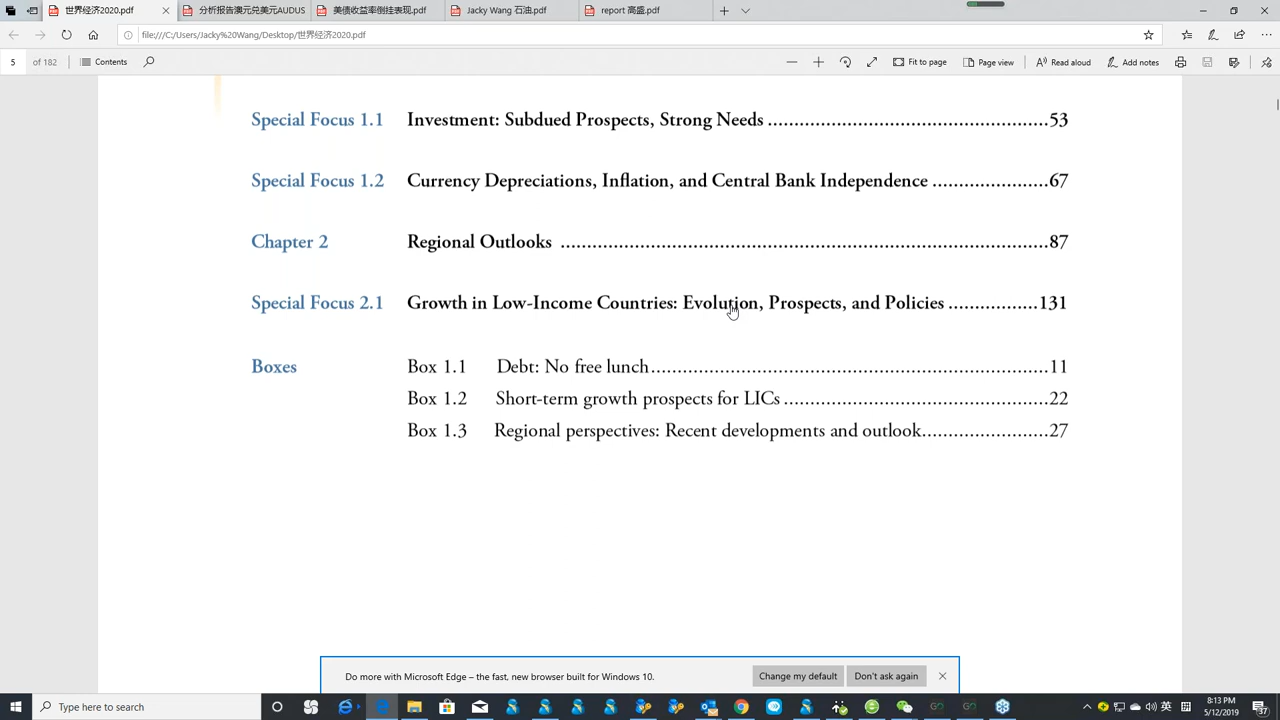 世界经济2020.pdf
分析报告澳元兑美元AUDUS
美债收益率倒挂表现.pdf
Jacky Wang 石油.pdf
report 高盛.pdf
file:///C:/Users/Jacky%20Wang/Desktop/世界经济2020.pdf
5 of 182 Contents Fit to page Page view Read aloud Add notes
Special Focus 1.1 Investment: Subdued Prospects, Strong Needs ................................................53
Special Focus 1.2 Currency Depreciations, Inflation, and Central Bank Independence .....................67
Chapter 2 Regional Outlooks .....................................................................................87
Special Focus 2.1 Growth in Low-Income Countries: Evolution, Prospects, and Policies ................131
Boxes Box 1.1 Debt: No free lunch......................................................................11
Box 1.2 Short-term growth prospects for LICs ..............................................22
Box 1.3 Regional perspectives: Recent developments and outlook......................27
Do more with Microsoft Edge – the fast, new browser built for Windows 10. Change my default Don't ask again
Type here to search
英
8:13 PM
5/12/2019